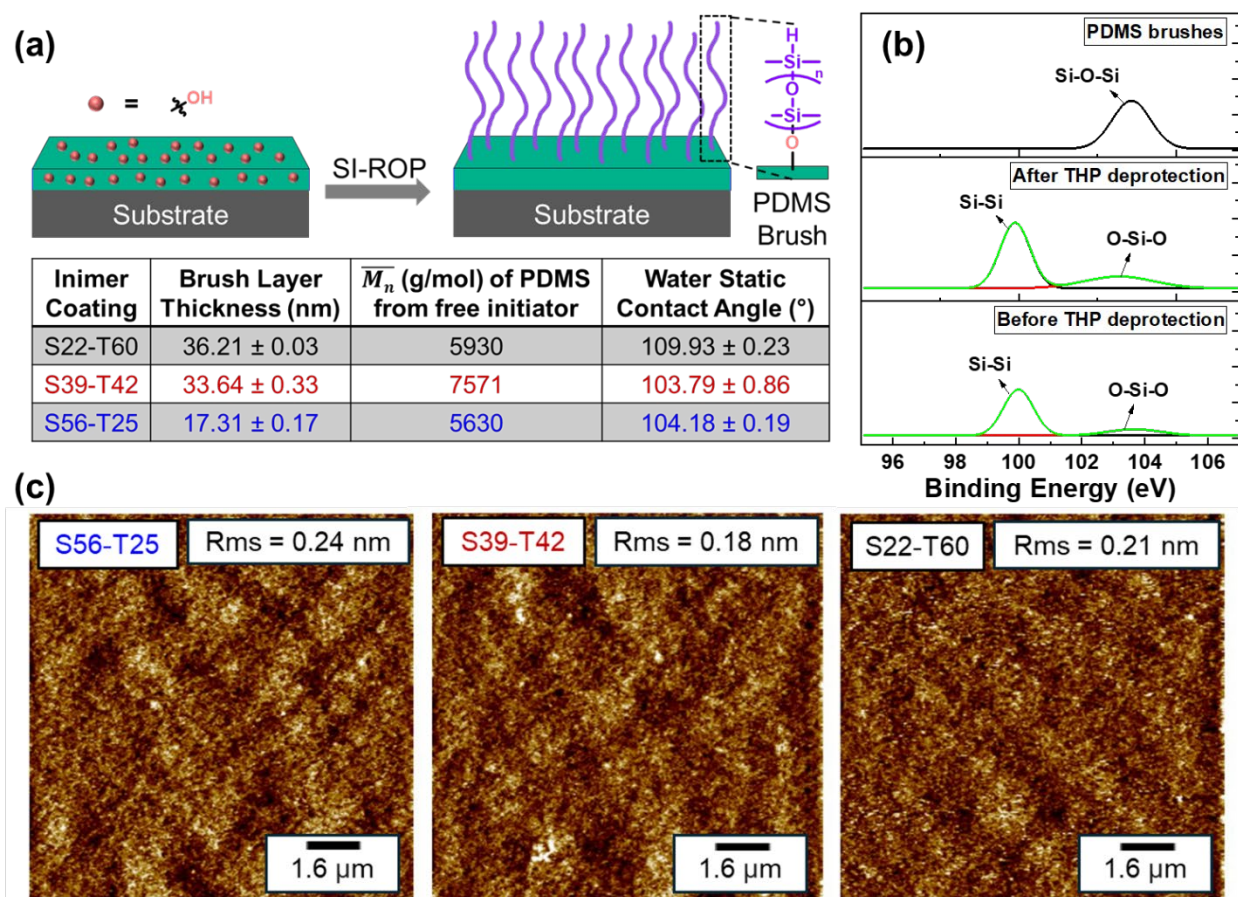 (a)
= OH
SI-ROP
Substrate
Substrate
H
Si
n
O
Si
O
PDMS
Brush
Inimer Coating | Brush Layer Thickness (nm) | M̅n̅ (g/mol) of PDMS from free initiator | Water Static Contact Angle (°)
S22-T60 | 36.21 ± 0.03 | 5930 | 109.93 ± 0.23
S39-T42 | 33.64 ± 0.33 | 7571 | 103.79 ± 0.86
S56-T25 | 17.31 ± 0.17 | 5630 | 104.18 ± 0.19
(b)
PDMS brushes
Si-O-Si
After THP deprotection
Si-Si
O-Si-O
Before THP deprotection
Si-Si
O-Si-O
96 98 100 102 104 106
Binding Energy (eV)
(c)
S56-T25 Rms = 0.24 nm
1.6 µm
S39-T42 Rms = 0.18 nm
1.6 µm
S22-T60 Rms = 0.21 nm
1.6 µm